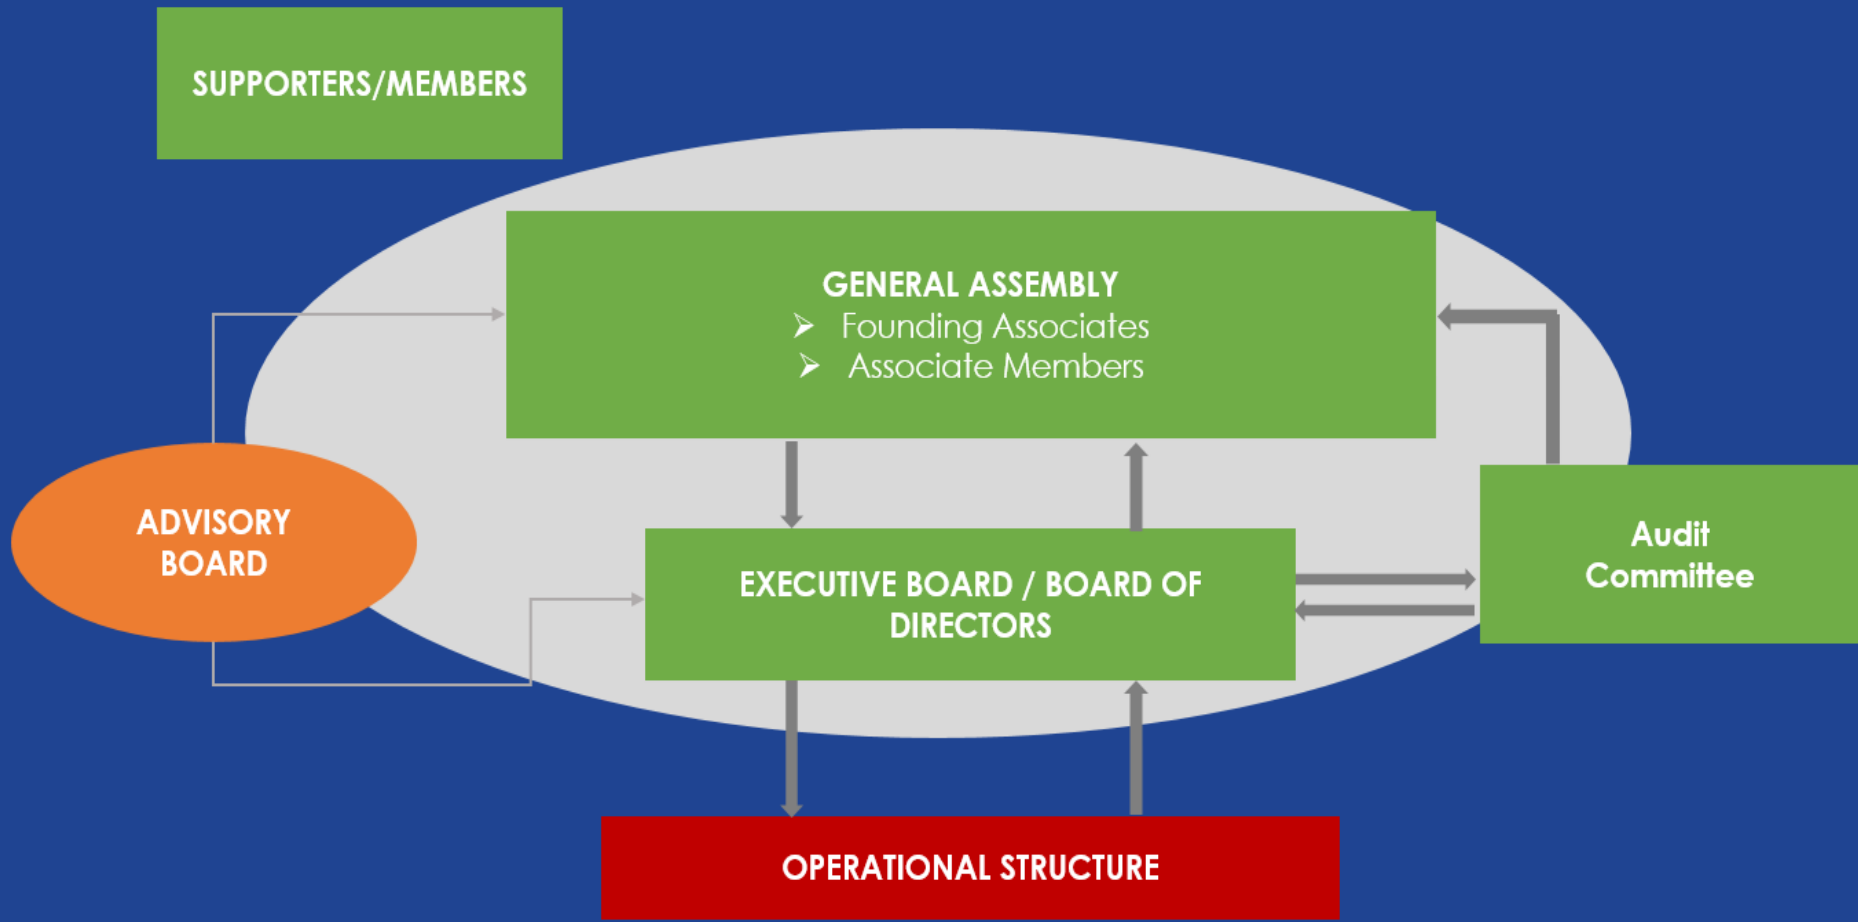 SUPPORTERS/MEMBERS
GENERAL ASSEMBLY
➢ Founding Associates
➢ Associate Members
ADVISORY
BOARD
EXECUTIVE BOARD / BOARD OF
DIRECTORS
Audit
Committee
OPERATIONAL STRUCTURE